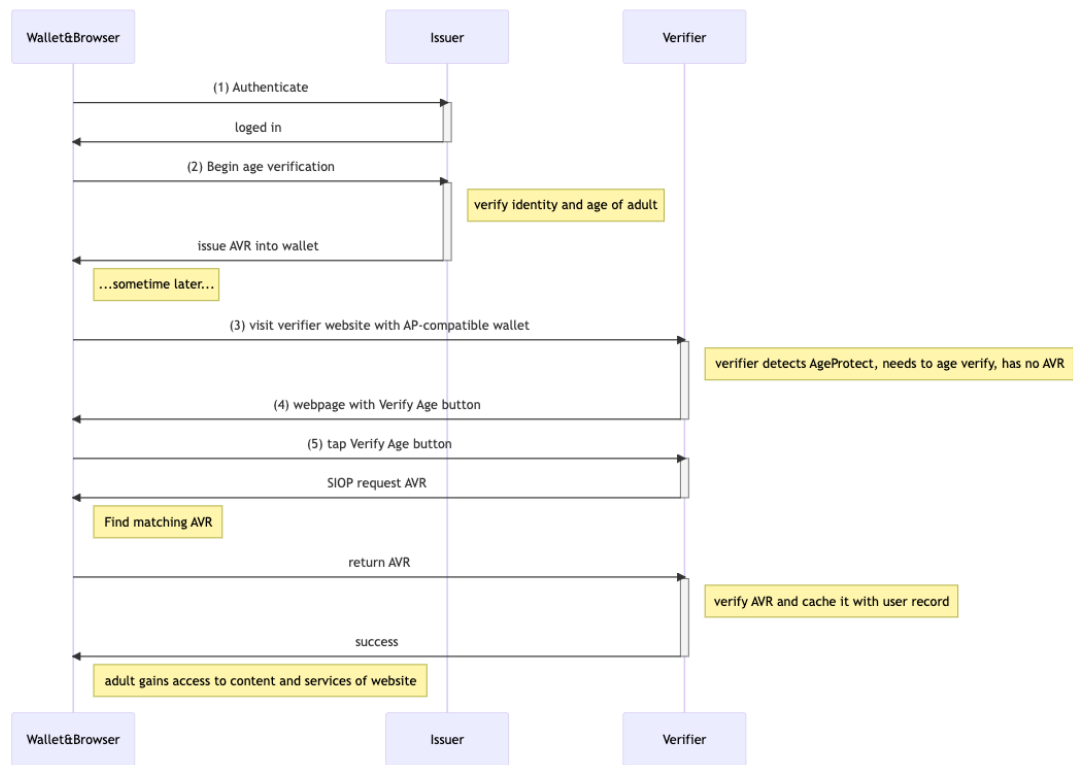 Wallet&Browser Issuer Verifier
(1) Authenticate
loged in
(2) Begin age verification
verify identity and age of adult
issue AVR into wallet
...sometime later...
(3) visit verifier website with AP-compatible wallet
verifier detects AgeProtect, needs to age verify, has no AVR
(4) webpage with Verify Age button
(5) tap Verify Age button
SIOP request AVR
Find matching AVR
return AVR
verify AVR and cache it with user record
success
adult gains access to content and services of website
Wallet&Browser Issuer Verifier